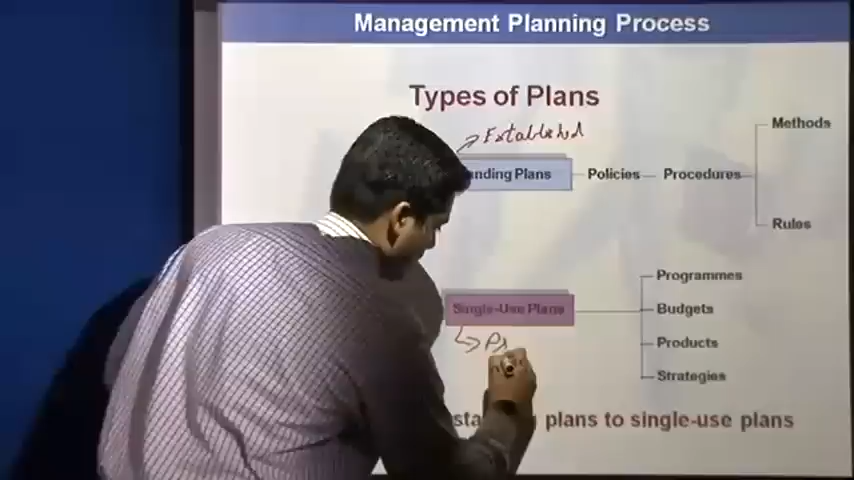 Management Planning Process
Types of Plans
Established
nding Plans
Policies
Procedures
Methods
Rules
Single-Use Plans
Programmes
Budgets
Products
Strategies
plans to single-use plans